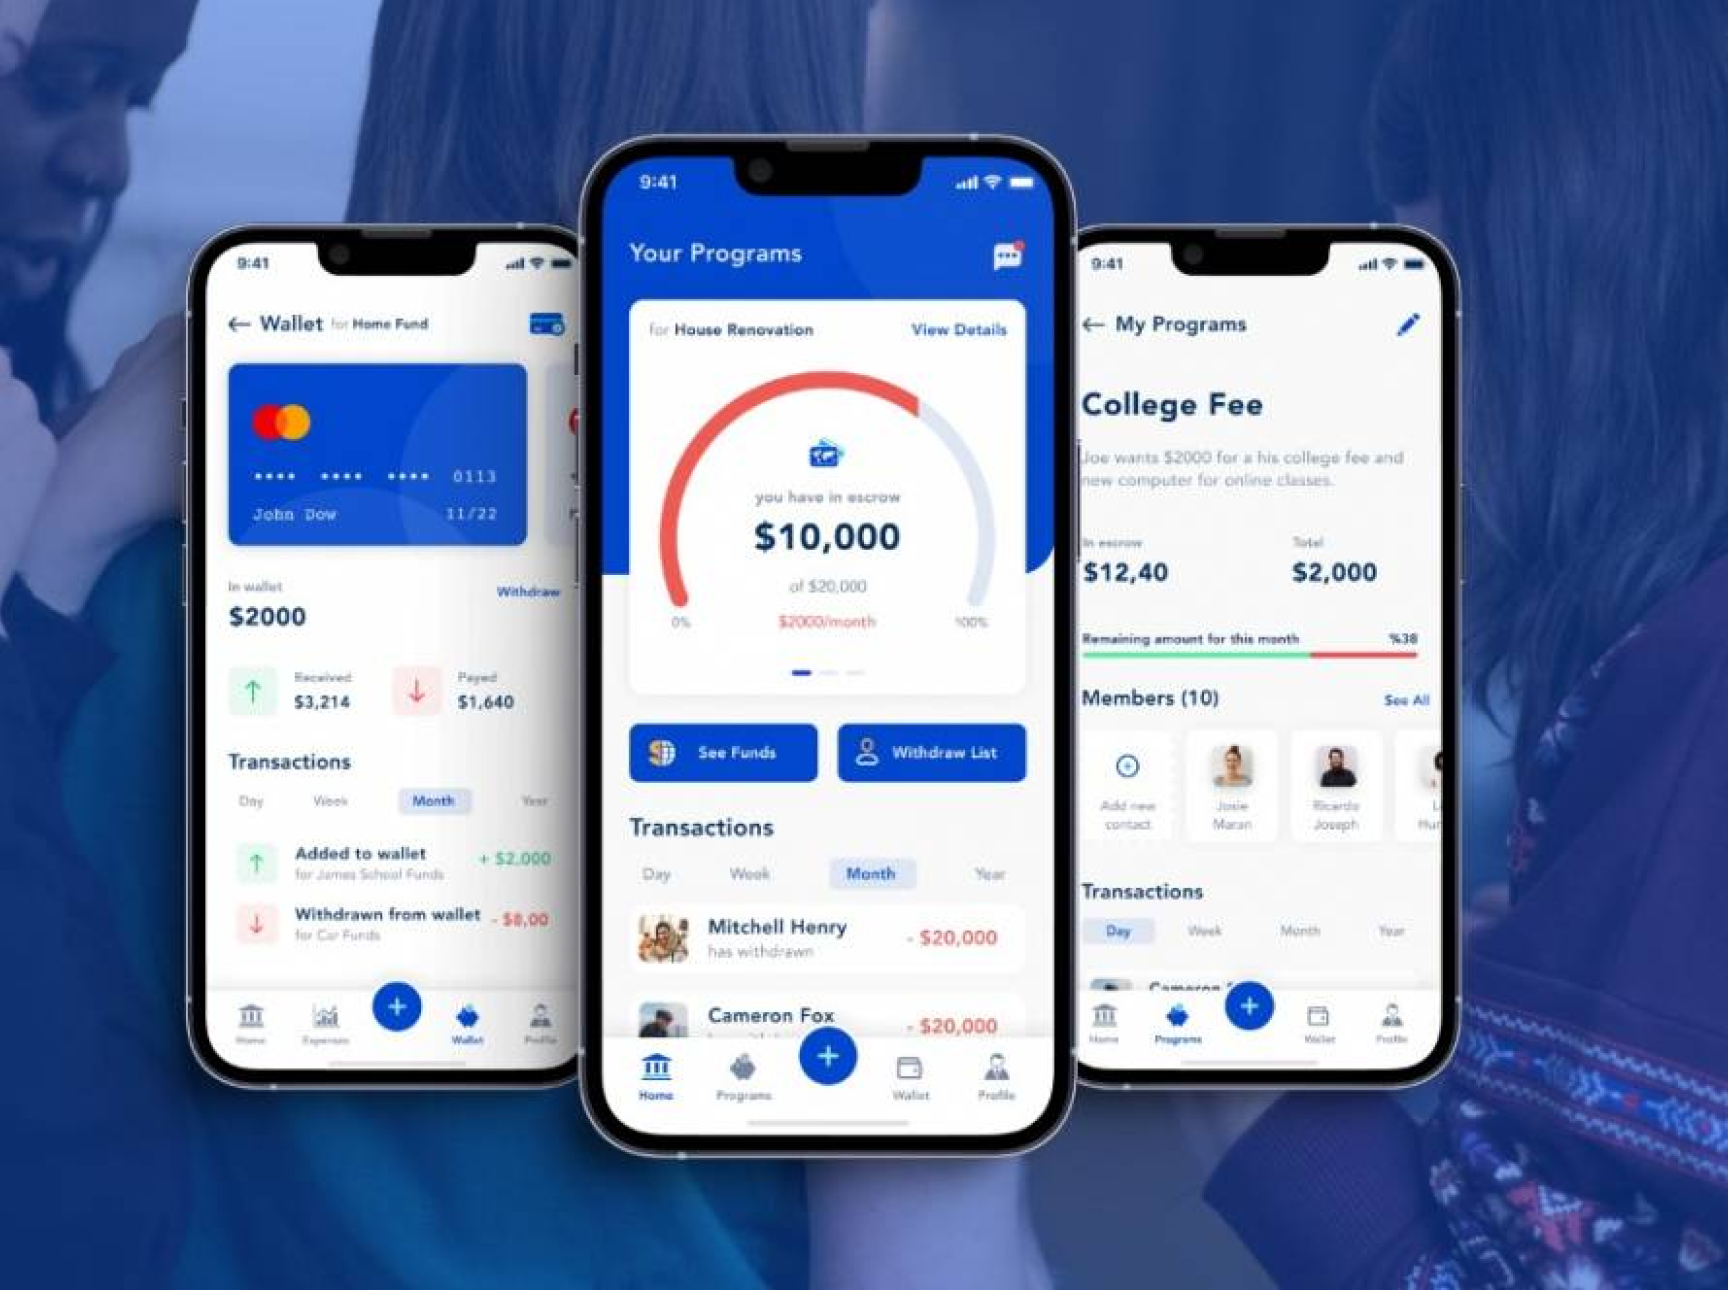 9:41
← Wallet for Home Fund
•••• •••• •••• 0113
John Dow 11/22
In wallet
Withdraw
$2000
Received
$3,214
Payed
$1,640
Transactions
Day Week Month Year
Added to wallet + $2,000
for James School Funds
Withdrawn from wallet - $8,00
for Car Funds
Home Expenses + Wallet Profile
9:41
Your Programs
for House Renovation View Details
you have in escrow
$10,000
of $20,000
0% $2000/month 100%
See Funds Withdraw List
Transactions
Day Week Month Year
Mitchell Henry - $20,000
has withdrawn
Cameron Fox - $20,000
Home Programs + Wallet Profile
9:41
← My Programs
College Fee
Joe wants $2000 for a his college fee and
new computer for online classes.
In escrow Total
$12,40 $2,000
Remaining amount for this month %38
Members (10) See All
Add new
contact
Josie
Maran
Ricardo
Joseph
Transactions
Day Week Month Year
Cameron
Home Programs + Wallet Profile